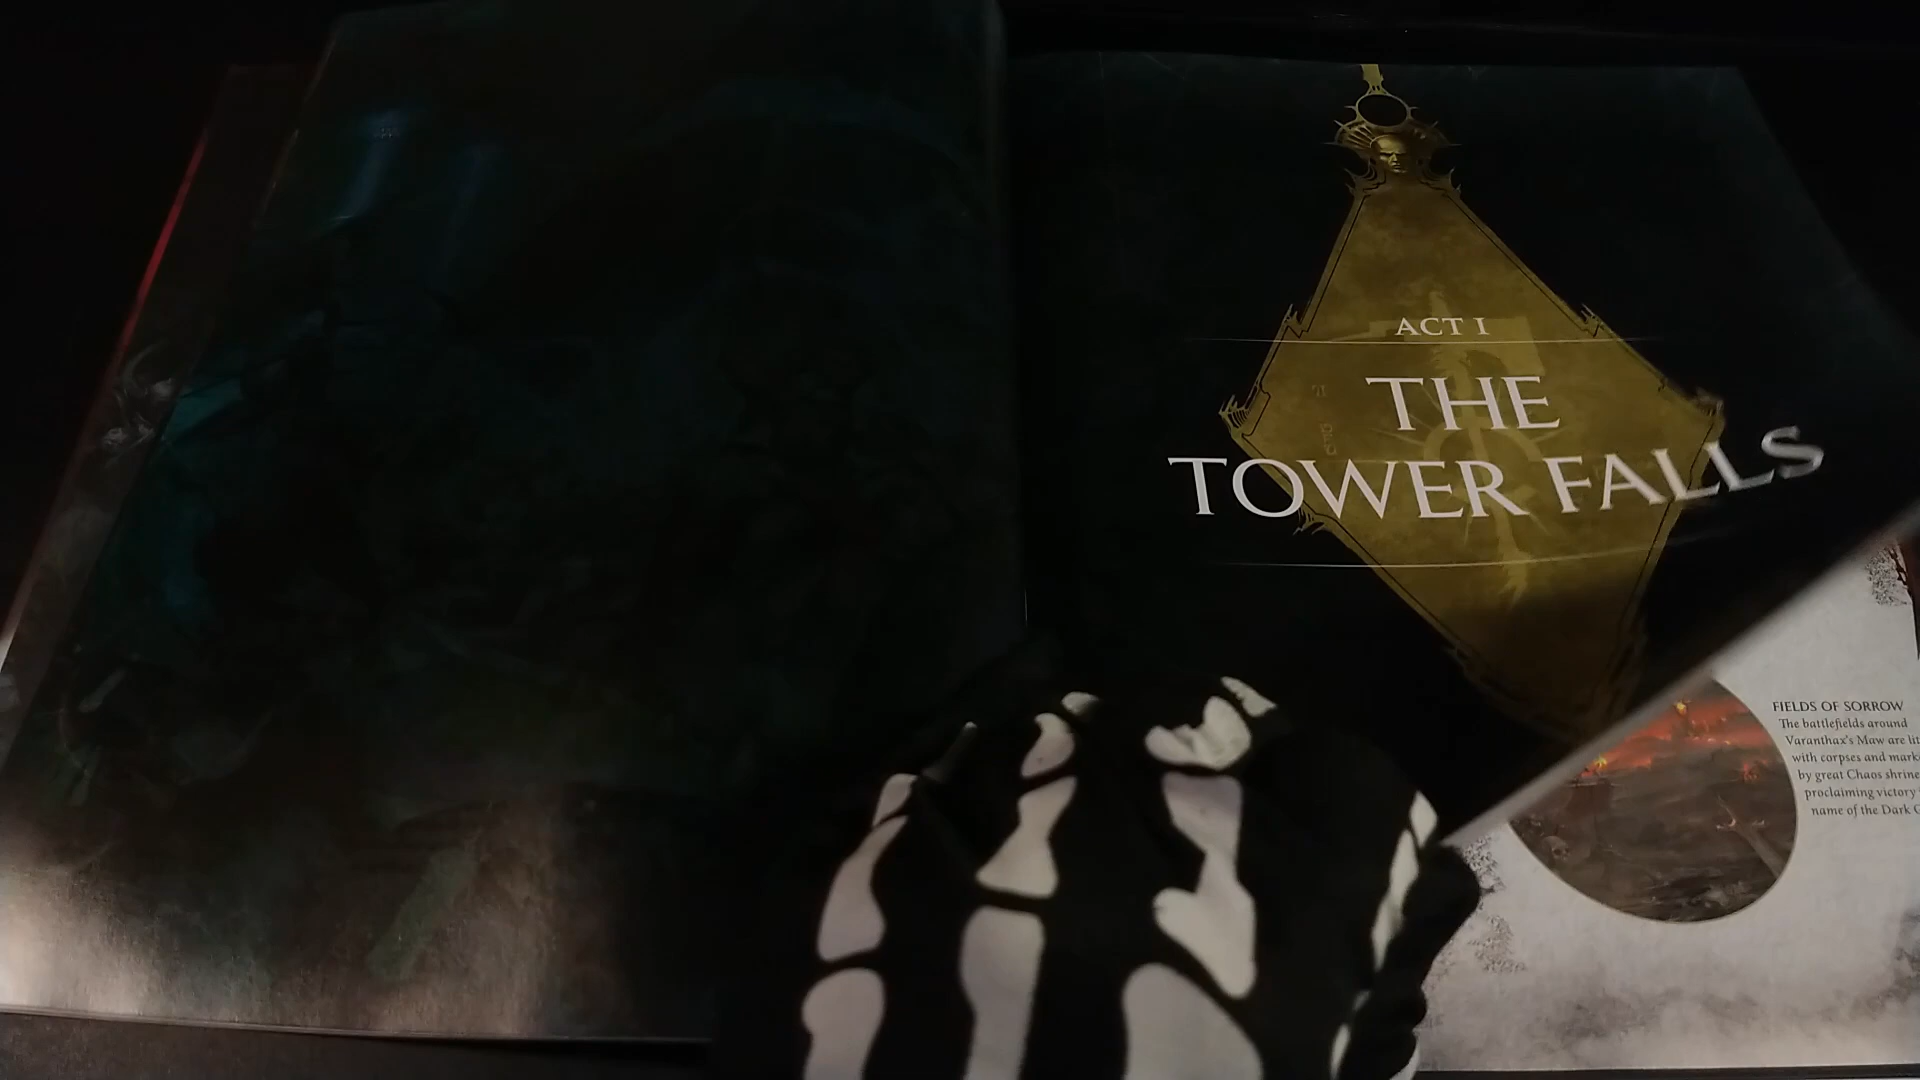 ACT I
THE
TOWER FALLS
FIELDS OF SORROW
The battlefields around
Varanthax's Maw are
with corpses and
by great Chaos
proclaiming victory
name of the Dark